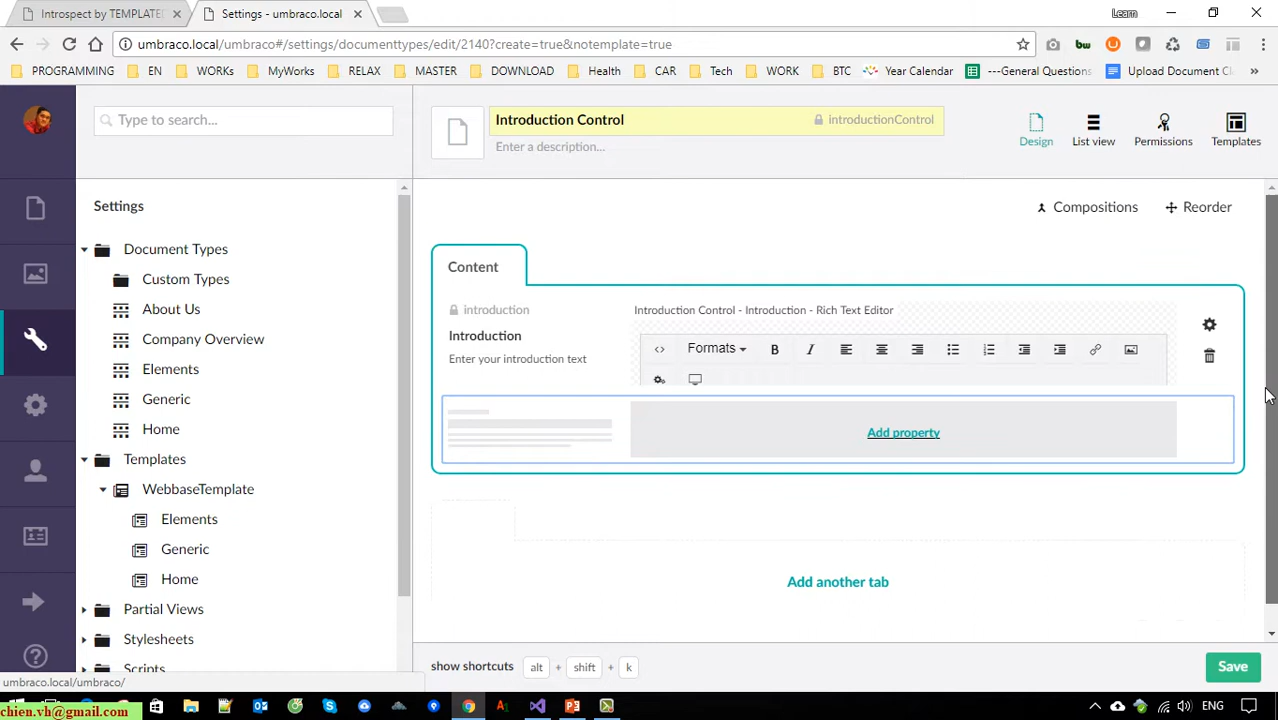 Introspect by TEMPLATED
Settings - umbraco.local
Learn
umbraco.local/umbraco#/settings/documenttypes/edit/2140?create=true&notemplate=true
bw
PROGRAMMING
EN
WORKs
MyWorks
RELAX
MASTER
DOWNLOAD
Health
CAR
Tech
WORK
BTC
Year Calendar
---General Questions
Upload Document Cl
»
Type to search...
Introduction Control
introductionControl
Enter a description...
Design
List view
Permissions
Templates
Settings
Compositions
Reorder
Document Types
Custom Types
About Us
Company Overview
Elements
Generic
Home
Templates
WebbaseTemplate
Elements
Generic
Home
Partial Views
Stylesheets
Scripts
Content
introduction
Introduction Control - Introduction - Rich Text Editor
Introduction
Enter your introduction text
Formats
B
I
Add property
Add another tab
show shortcuts
alt + shift + k
Save
umbraco.local/umbraco/
chien.vh@gmail.com
ENG